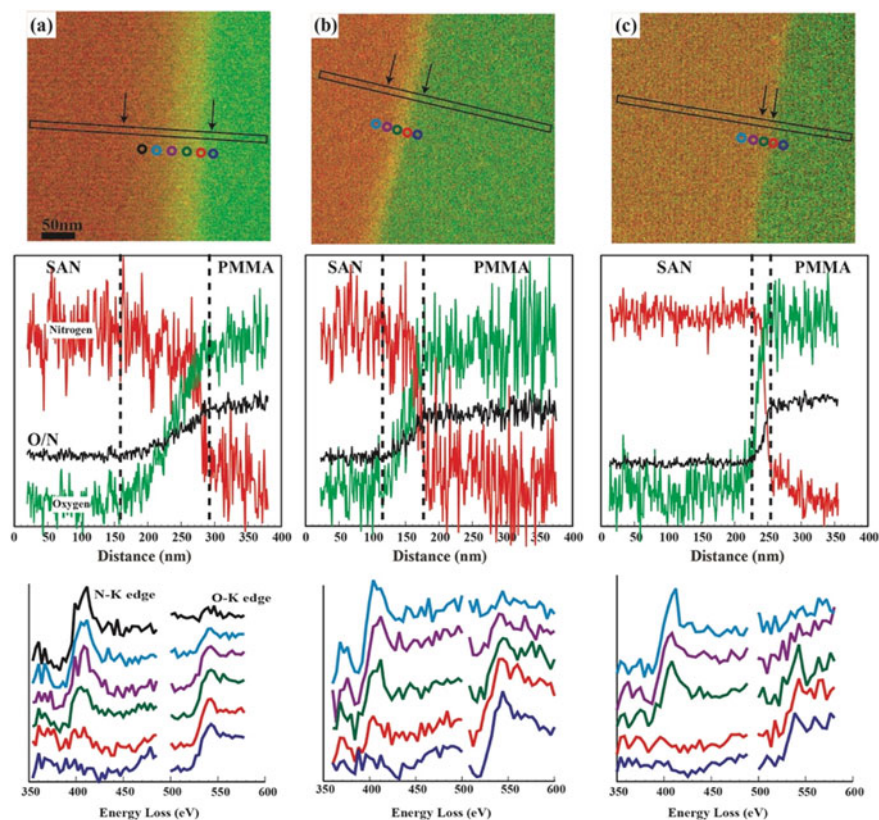 (a)
(b)
(c)
50nm
SAN PMMA
Nitrogen
O/N
Oxygen
0 50 100 150 200 250 300 350 400
Distance (nm)
SAN PMMA
0 50 100 150 200 250 300 350 400
Distance (nm)
SAN PMMA
0 50 100 150 200 250 300 350 400
Distance (nm)
N-K edge O-K edge
350 400 450 500 550 600
Energy Loss (eV)
350 400 450 500 550 600
Energy Loss (eV)
350 400 450 500 550 600
Energy Loss (eV)